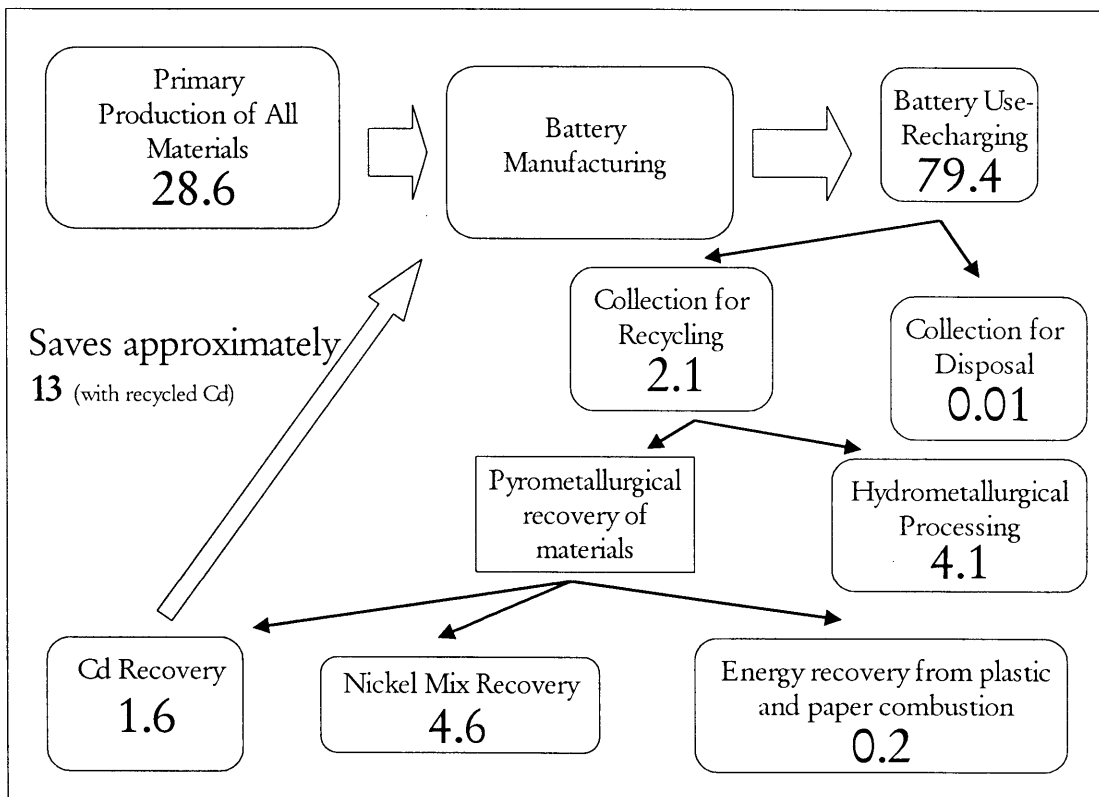 Primary
Production of All
Materials
28.6
Battery
Manufacturing
Battery Use-
Recharging
79.4
Collection for
Recycling
2.1
Collection for
Disposal
0.01
Saves approximately
13 (with recycled Cd)
Pyrometallurgical
recovery of
materials
Hydrometallurgical
Processing
4.1
Cd Recovery
1.6
Nickel Mix Recovery
4.6
Energy recovery from plastic
and paper combustion
0.2